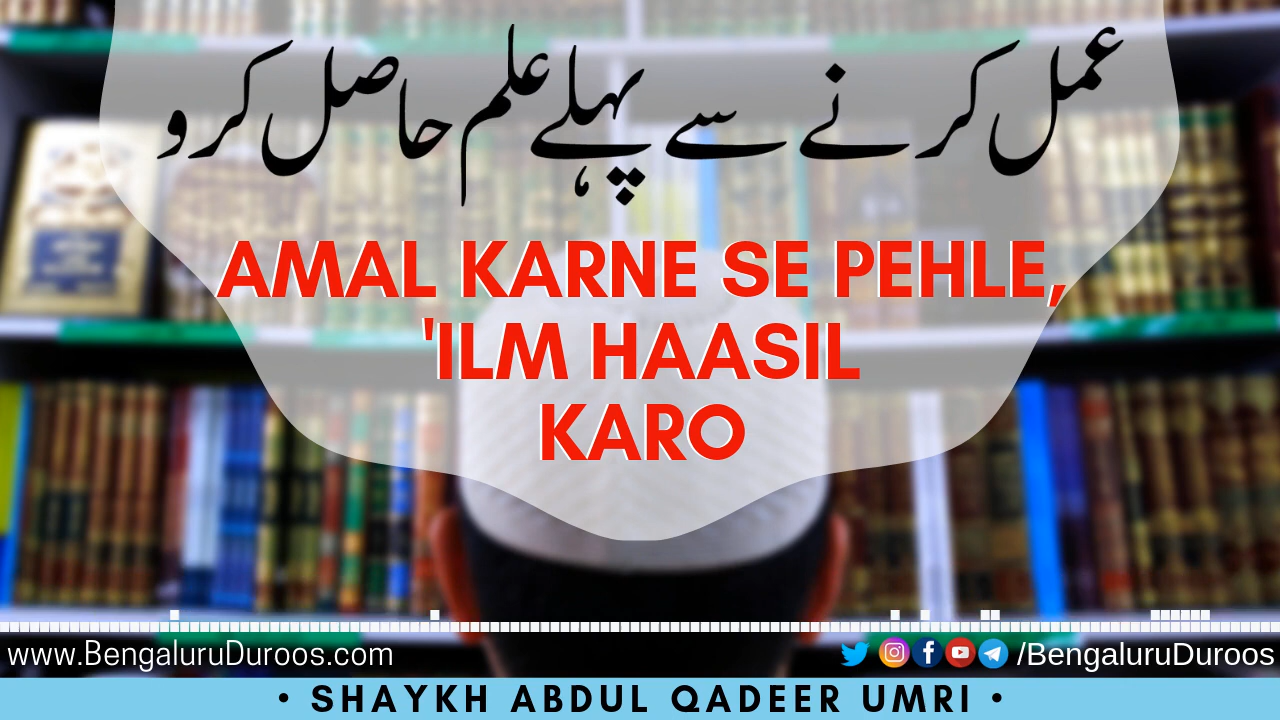 عمل کرنے سے پہلے علم حاصل کرو
AMAL KARNE SE PEHLE,
'ILM HAASIL
KARO
www.BengaluruDuroos.com
/BengaluruDuroos
• SHAYKH ABDUL QADEER UMRI •